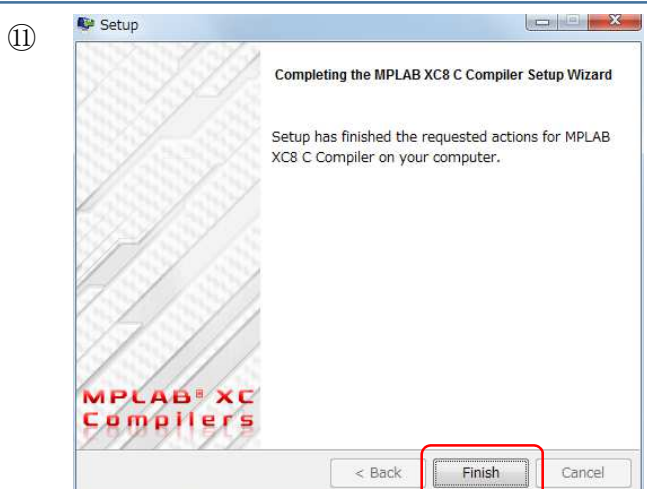 ⑪
Setup
Completing the MPLAB XC8 C Compiler Setup Wizard
Setup has finished the requested actions for MPLAB
XC8 C Compiler on your computer.
MPLAB® XC
Compilers
< Back
Finish
Cancel